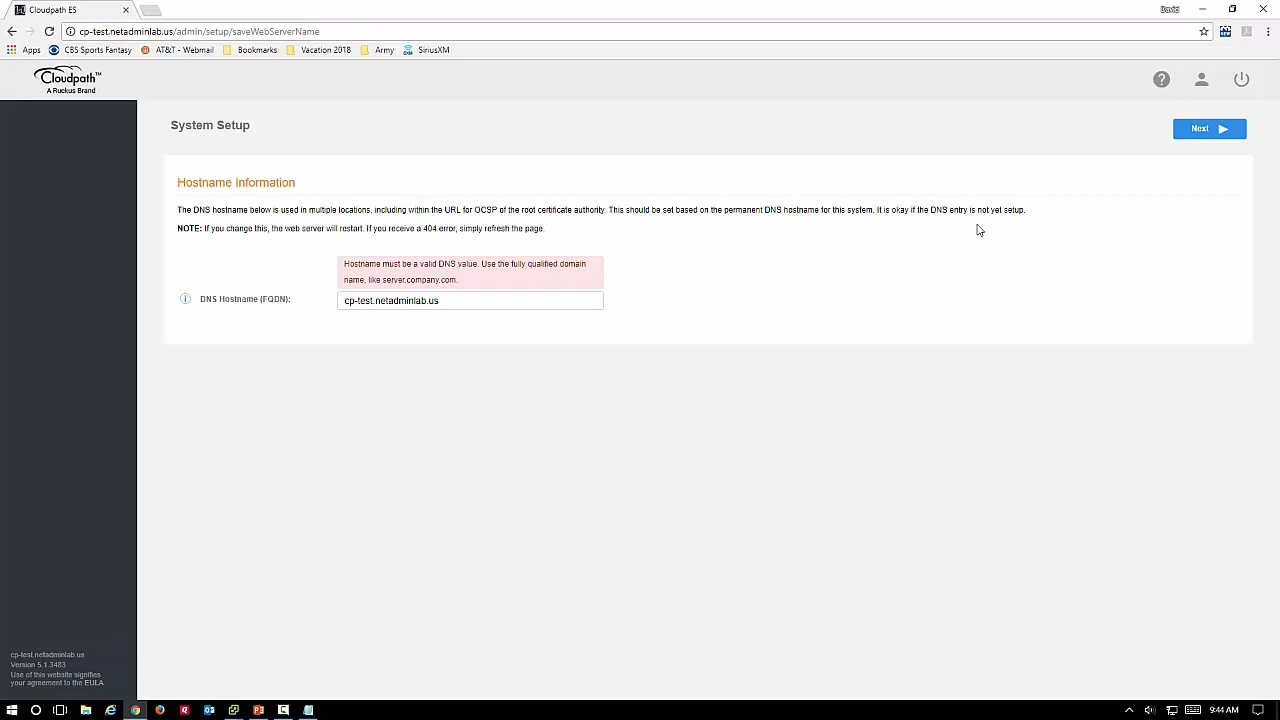 Cloudpath ES
David
cp-test.netadminlab.us/admin/setup/saveWebServerName
Apps
CBS Sports Fantasy
AT&T - Webmail
Bookmarks
Vacation 2018
Army
SiriusXM
Cloudpath™
A Ruckus Brand
System Setup
Next
Hostname Information
The DNS hostname below is used in multiple locations, including within the URL for OCSP of the root certificate authority. This should be set based on the permanent DNS hostname for this system. It is okay if the DNS entry is not yet setup.
NOTE: If you change this, the web server will restart. If you receive a 404 error, simply refresh the page.
Hostname must be a valid DNS value. Use the fully qualified domain
name, like server.company.com.
DNS Hostname (FQDN):
cp-test.netadminlab.us
cp-test.netadminlab.us
Version 5.1.3483
Use of this website signifies
your agreement to the EULA
9:44 AM